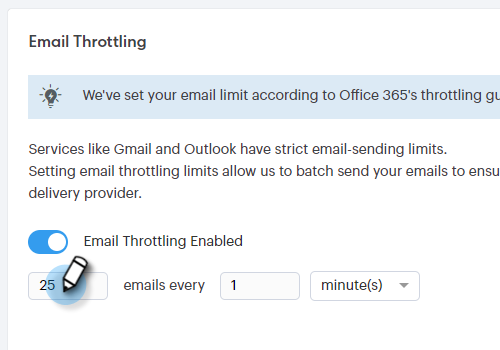 Email Throttling
We've set your email limit according to Office 365's throttling
Services like Gmail and Outlook have strict email-sending limits.
Setting email throttling limits allow us to batch send your emails to
delivery provider.
Email Throttling Enabled
25 emails every 1 minute(s)